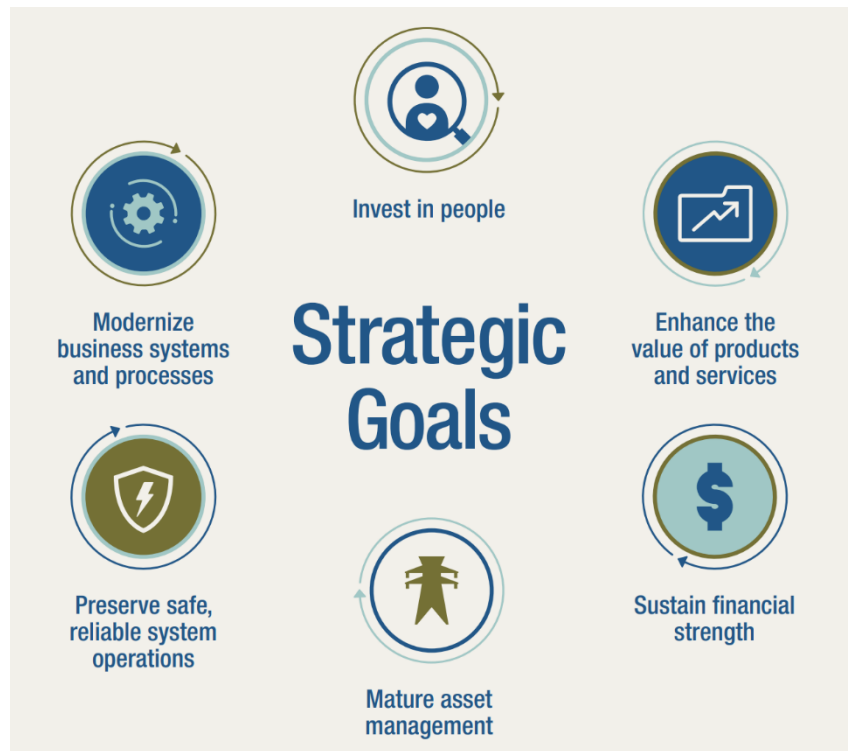 Invest in people
Modernize
business systems
and processes
Enhance the
value of products
and services
Strategic
Goals
Preserve safe,
reliable system
operations
$
Sustain financial
strength
Mature asset
management